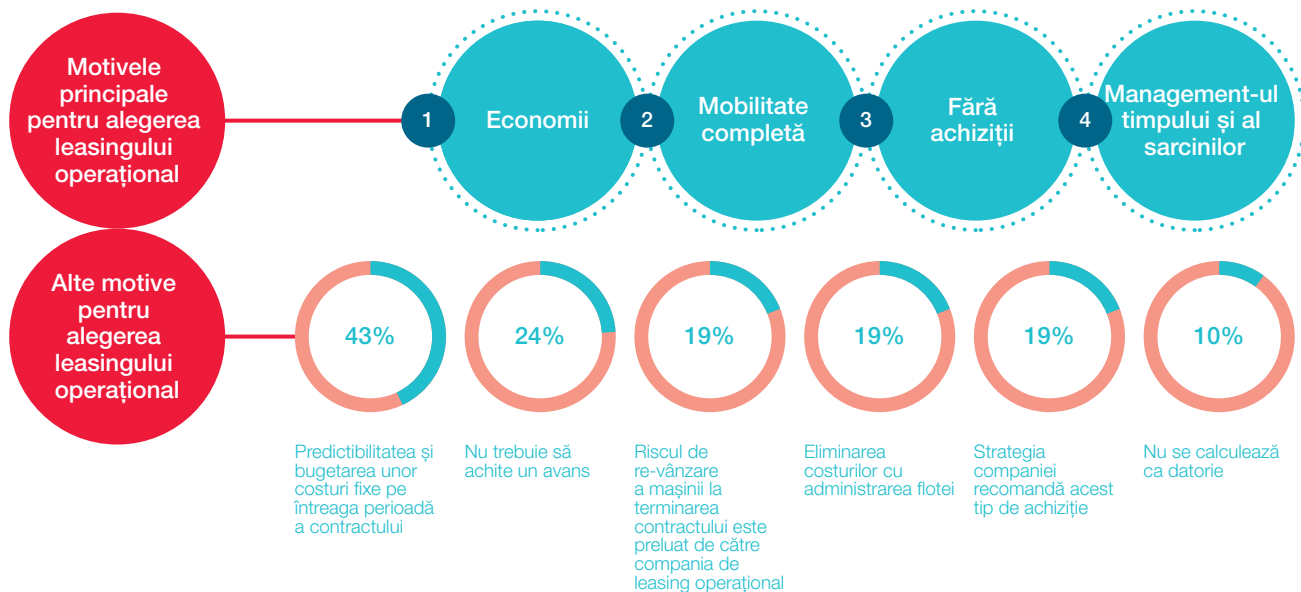 Motivele
principale
pentru alegerea
leasingului
operațional
1
Economii
2
Mobilitate
completă
3
Fără
achiziții
4
Management-ul
timpului și al
sarcinilor
Alte motive
pentru
alegerea
leasingului
operațional
43%
24%
19%
19%
19%
10%
Predictibilitatea și
bugetarea unor
costuri fixe pe
întreaga perioadă
a contractului
Nu trebuie să
achite un avans
Riscul de
re-vânzare
a mașinii la
terminarea
contractului este
preluat de către
compania de
leasing operațional
Eliminarea
costurilor cu
administrarea flotei
Strategia
companiei
recomandă acest
tip de achiziție
Nu se calculează
ca datorie